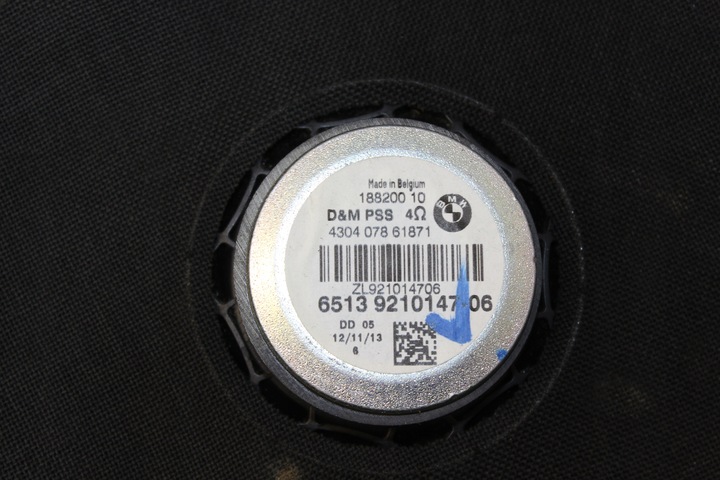 Made in Belgium
188200 10
D&M PSS 4Ω
BMW
4304 078 61871
ZL921014706
6513 9210147-06
DD 05
12/11/13
6